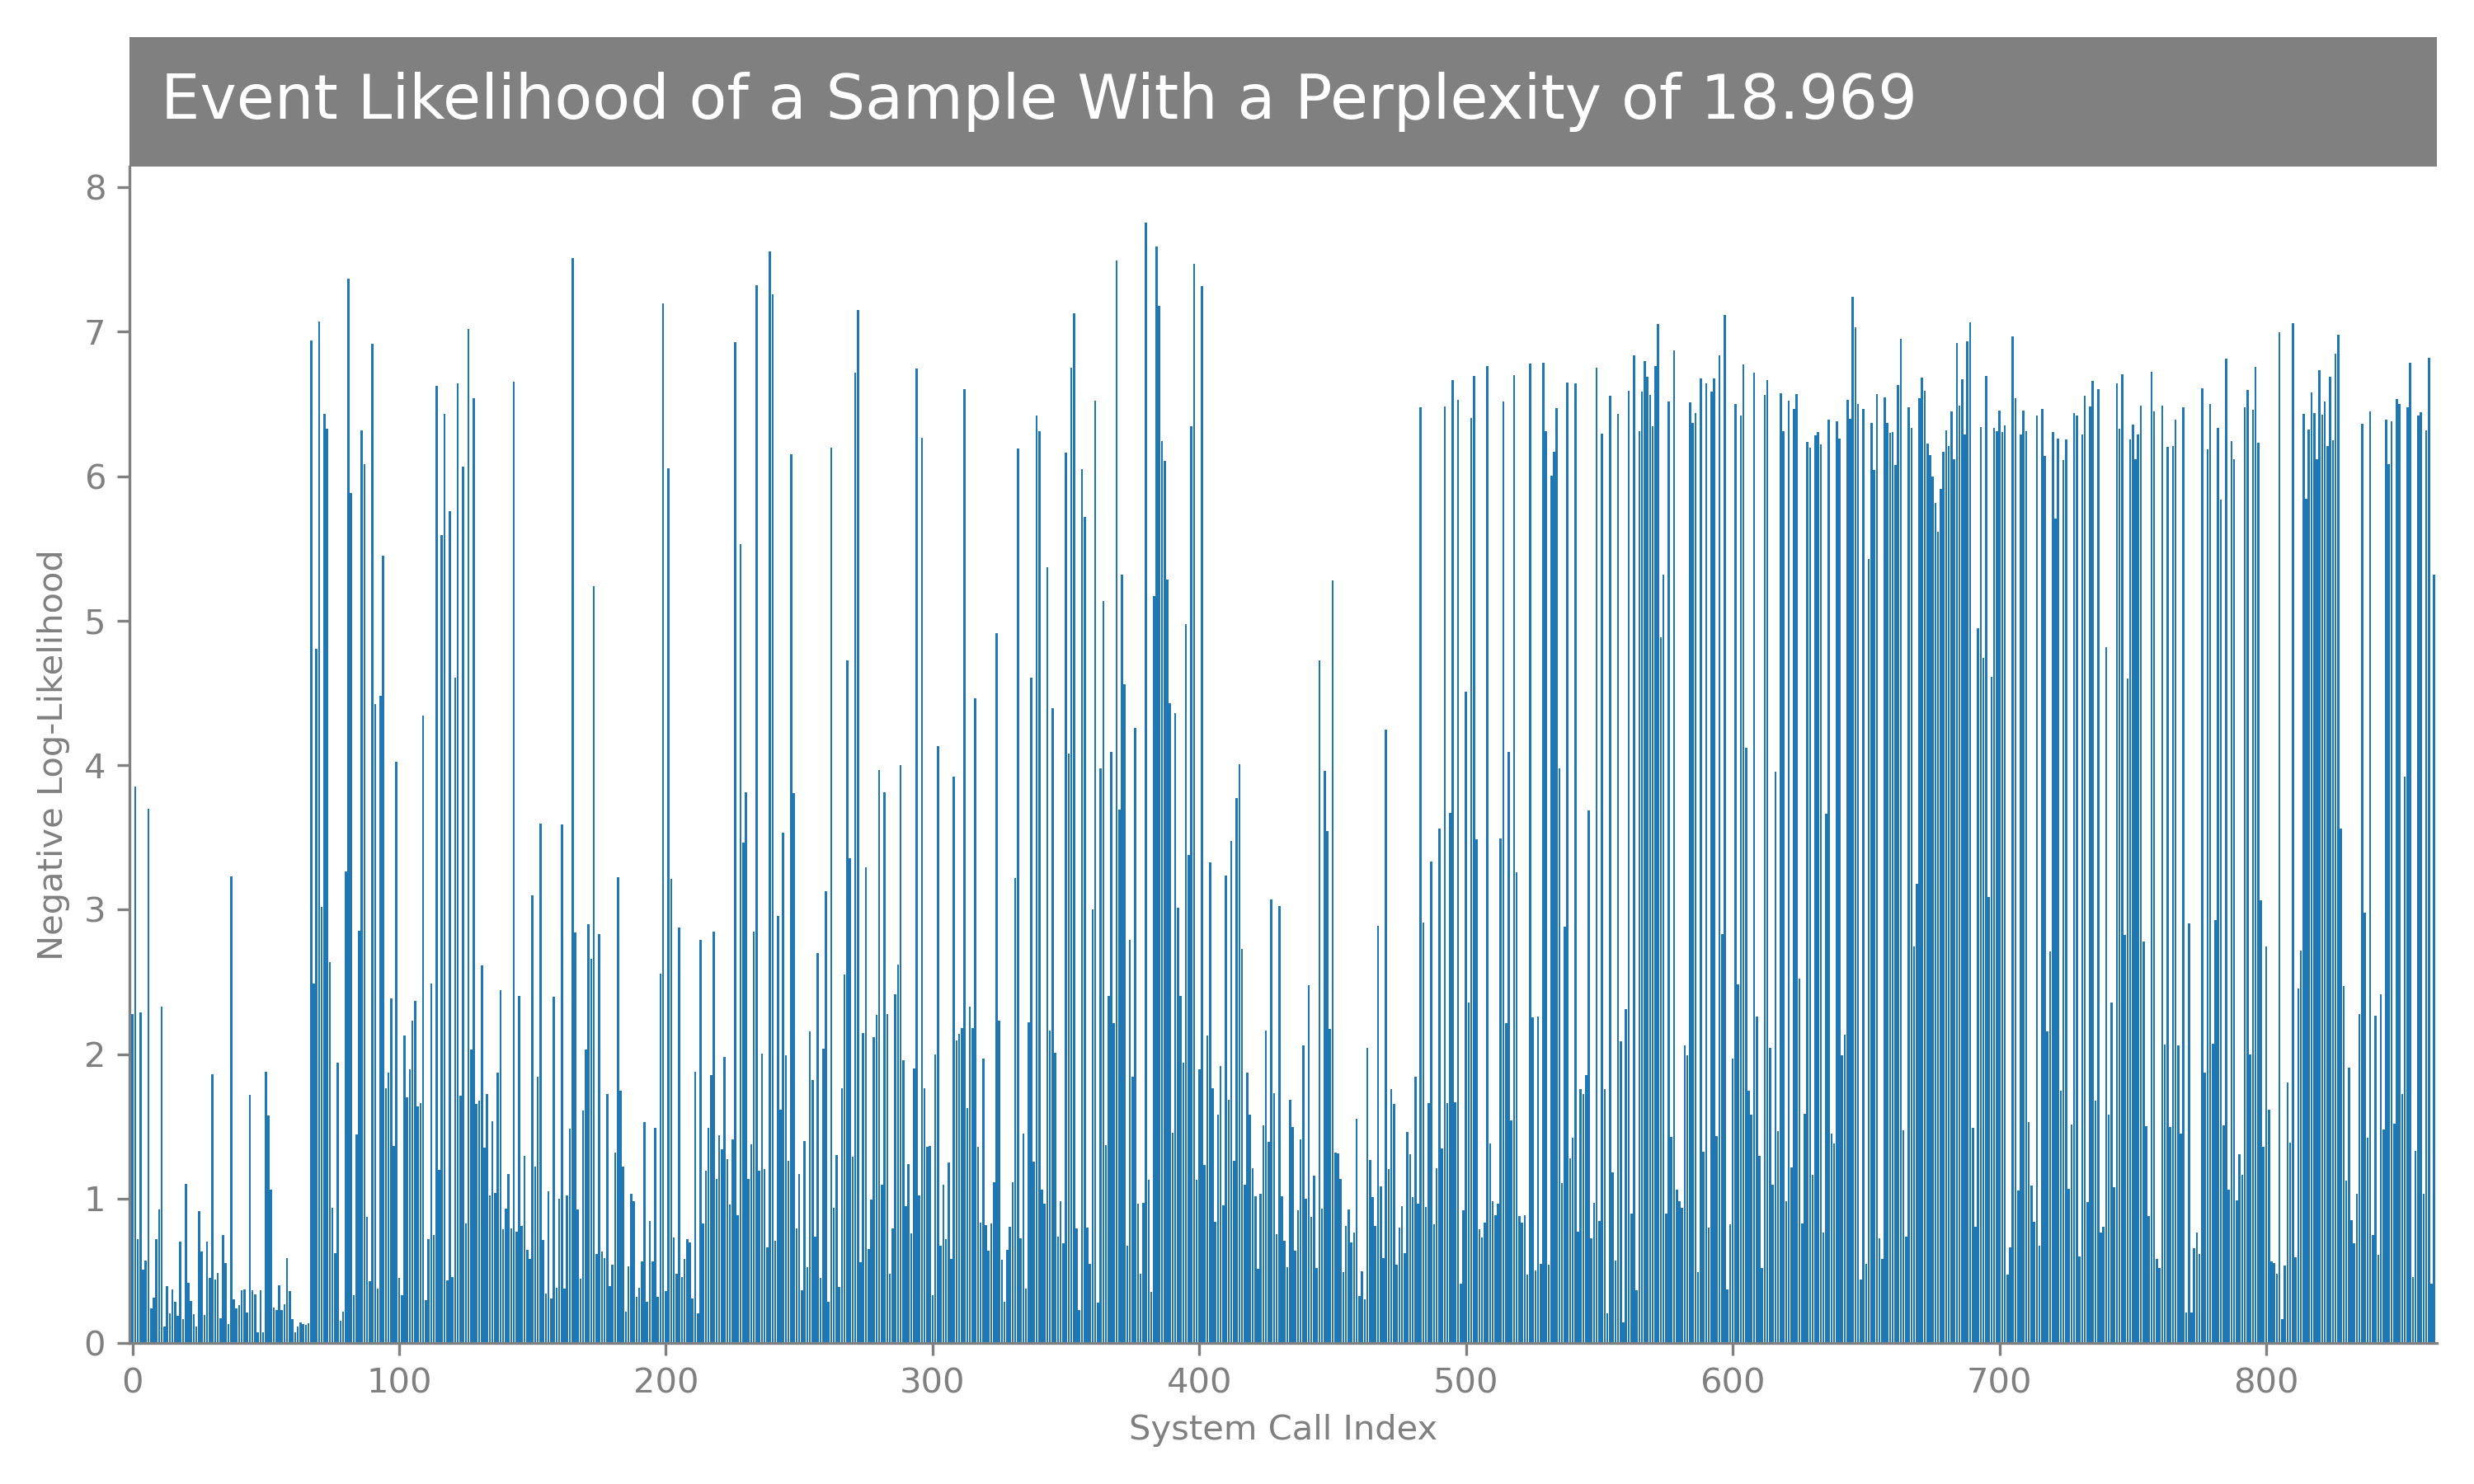 Event Likelihood of a Sample With a Perplexity of 18.969
8
7
6
5
4
3
2
1
0
Negative Log-Likelihood
0 100 200 300 400 500 600 700 800
System Call Index